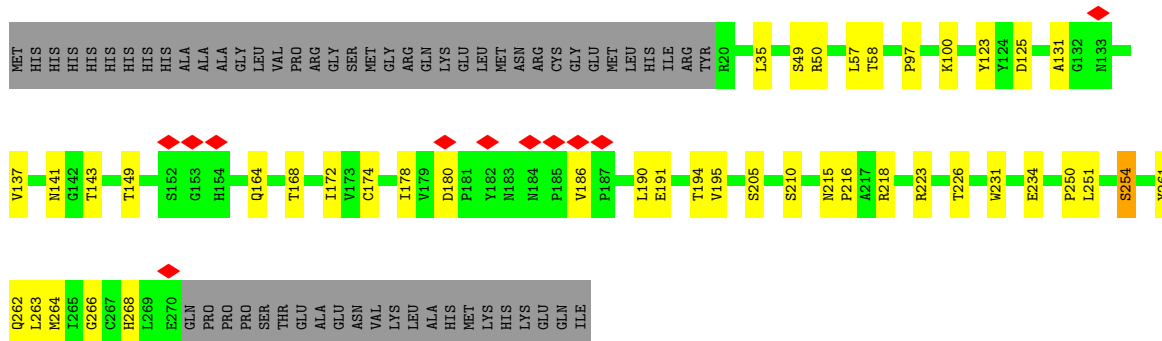 MET HIS HIS HIS HIS HIS HIS HIS HIS HIS HIS ALA ALA ALA GLY LEU VAL PRO ARG GLY SER MET GLY ARG GLN LYS GLU LEU MET ASN ARG CYS GLY GLU MET LEU HIS ILE ARG TYR R20 L35 S49 R50 L57 T58 P97 K100 Y123 Y124 D125 A131 G132 N133
V137 N141 G142 T143 T149 S152 G153 H154 Q164 T168 I172 V173 C174 I178 V179 D180 P181 Y182 N183 N184 P185 V186 P187 L190 E191 T194 V195 S205 S210 N215 P216 A217 R218 R223 T226 W231 E234 P250 L251 S254
Q262 L263 M264 I265 G266 C267 H268 L269 E270 GLN PRO PRO PRO SER THR GLU ALA GLU ASN VAL LYS LEU ALA HIS MET LYS HIS LYS GLU GLN ILE